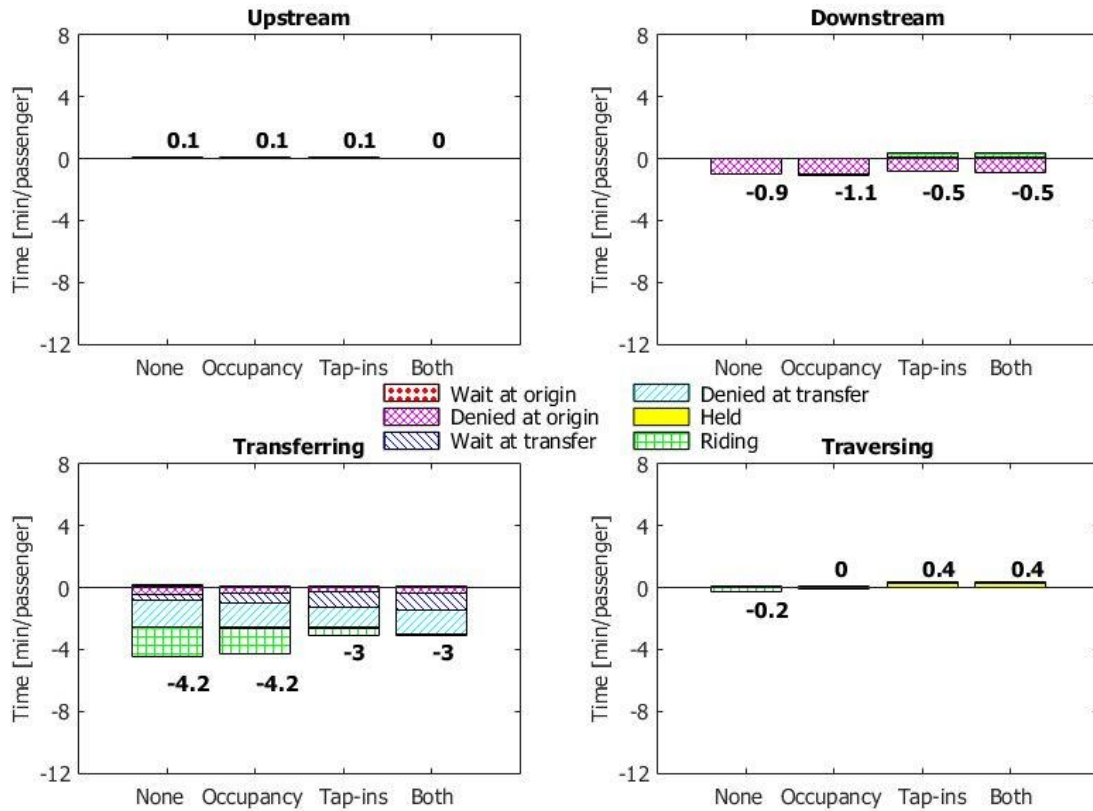 Upstream
8
4
0
-4
-8
-12
Time [min/passenger]
0.1 0.1 0.1 0
None Occupancy Tap-ins Both
Downstream
8
4
0
-4
-8
-12
Time [min/passenger]
-0.9 -1.1 -0.5 -0.5
None Occupancy Tap-ins Both
Wait at origin
Denied at origin
Wait at transfer
Denied at transfer
Held
Riding
Transferring
8
4
0
-4
-8
-12
Time [min/passenger]
-4.2 -4.2 -3 -3
None Occupancy Tap-ins Both
Traversing
8
4
0
-4
-8
-12
Time [min/passenger]
-0.2 0 0.4 0.4
None Occupancy Tap-ins Both